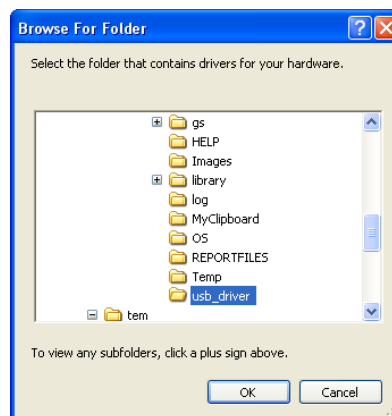 Browse For Folder
Select the folder that contains drivers for your hardware.
gs
HELP
Images
library
log
MyClipboard
OS
REPORTFILES
Temp
usb_driver
tem
To view any subfolders, click a plus sign above.
OK Cancel